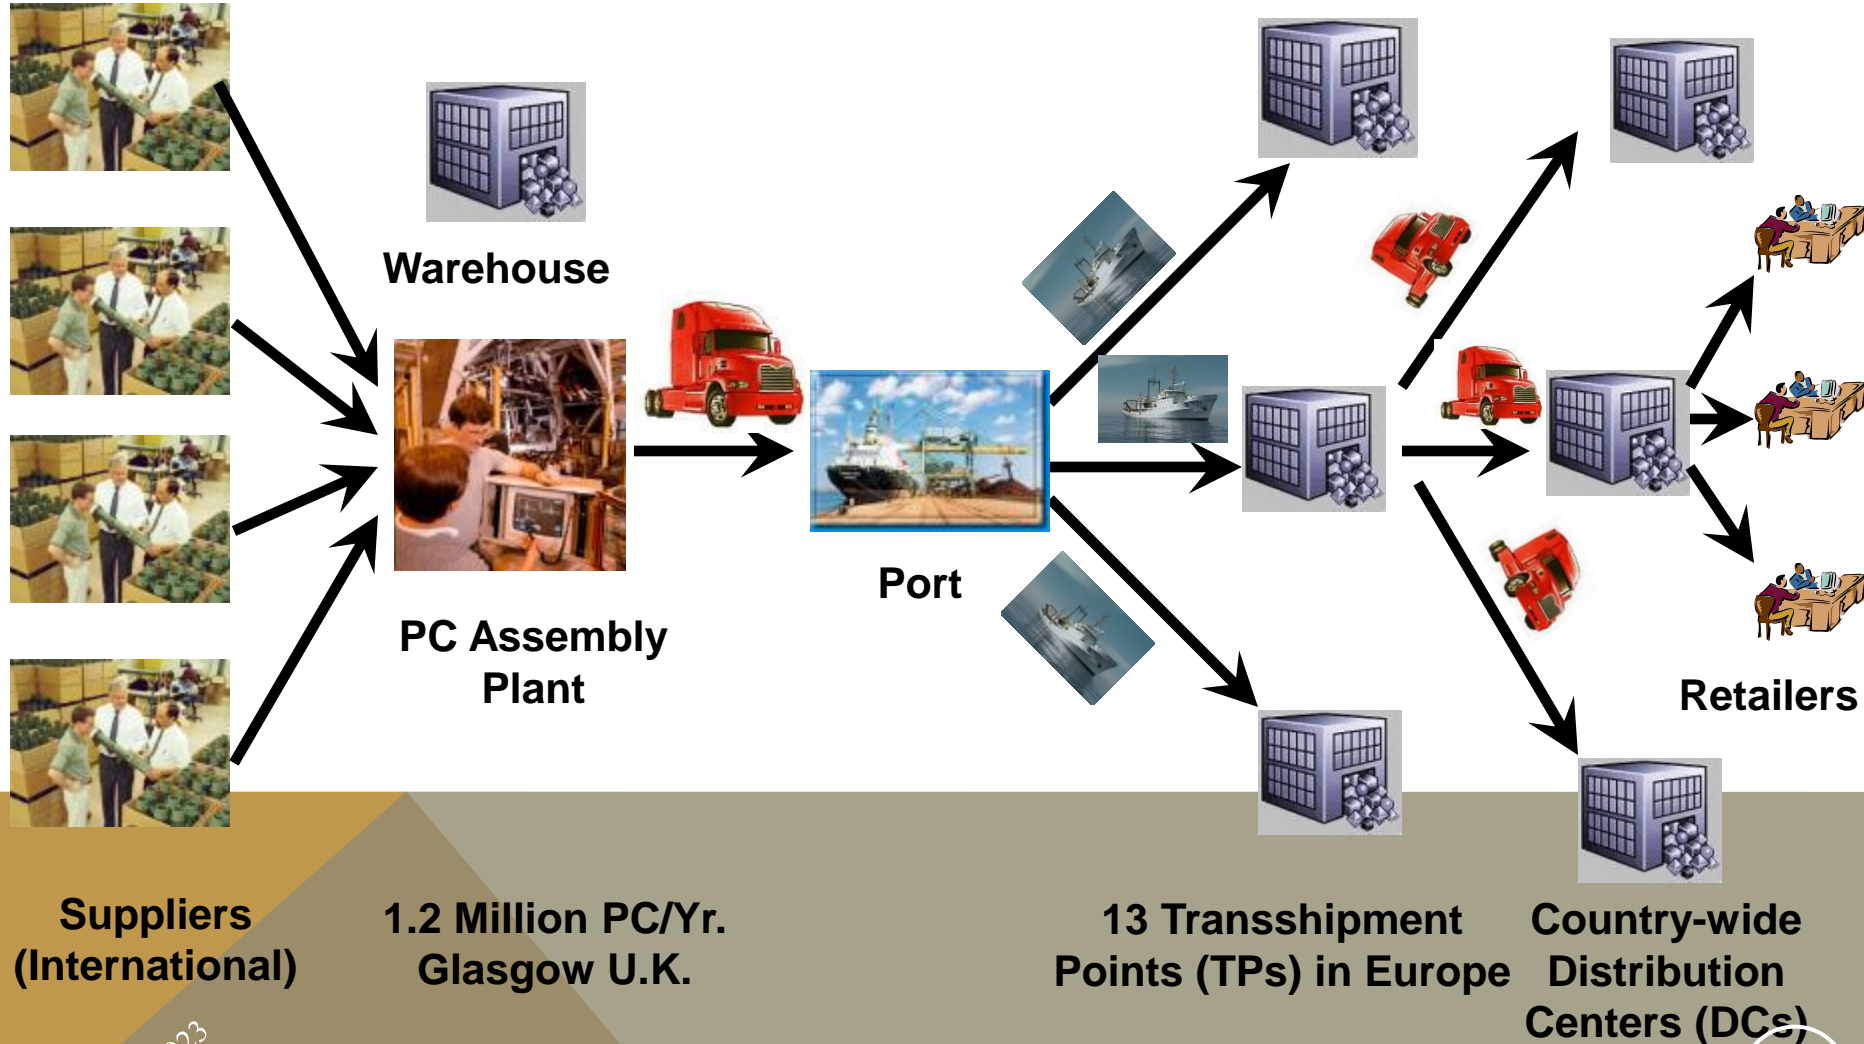 Warehouse
PC Assembly
Plant
Port
Retailers
Suppliers
(International)
1.2 Million PC/Yr.
Glasgow U.K.
13 Transshipment
Points (TPs) in Europe
Country-wide
Distribution
Centers (DCs)